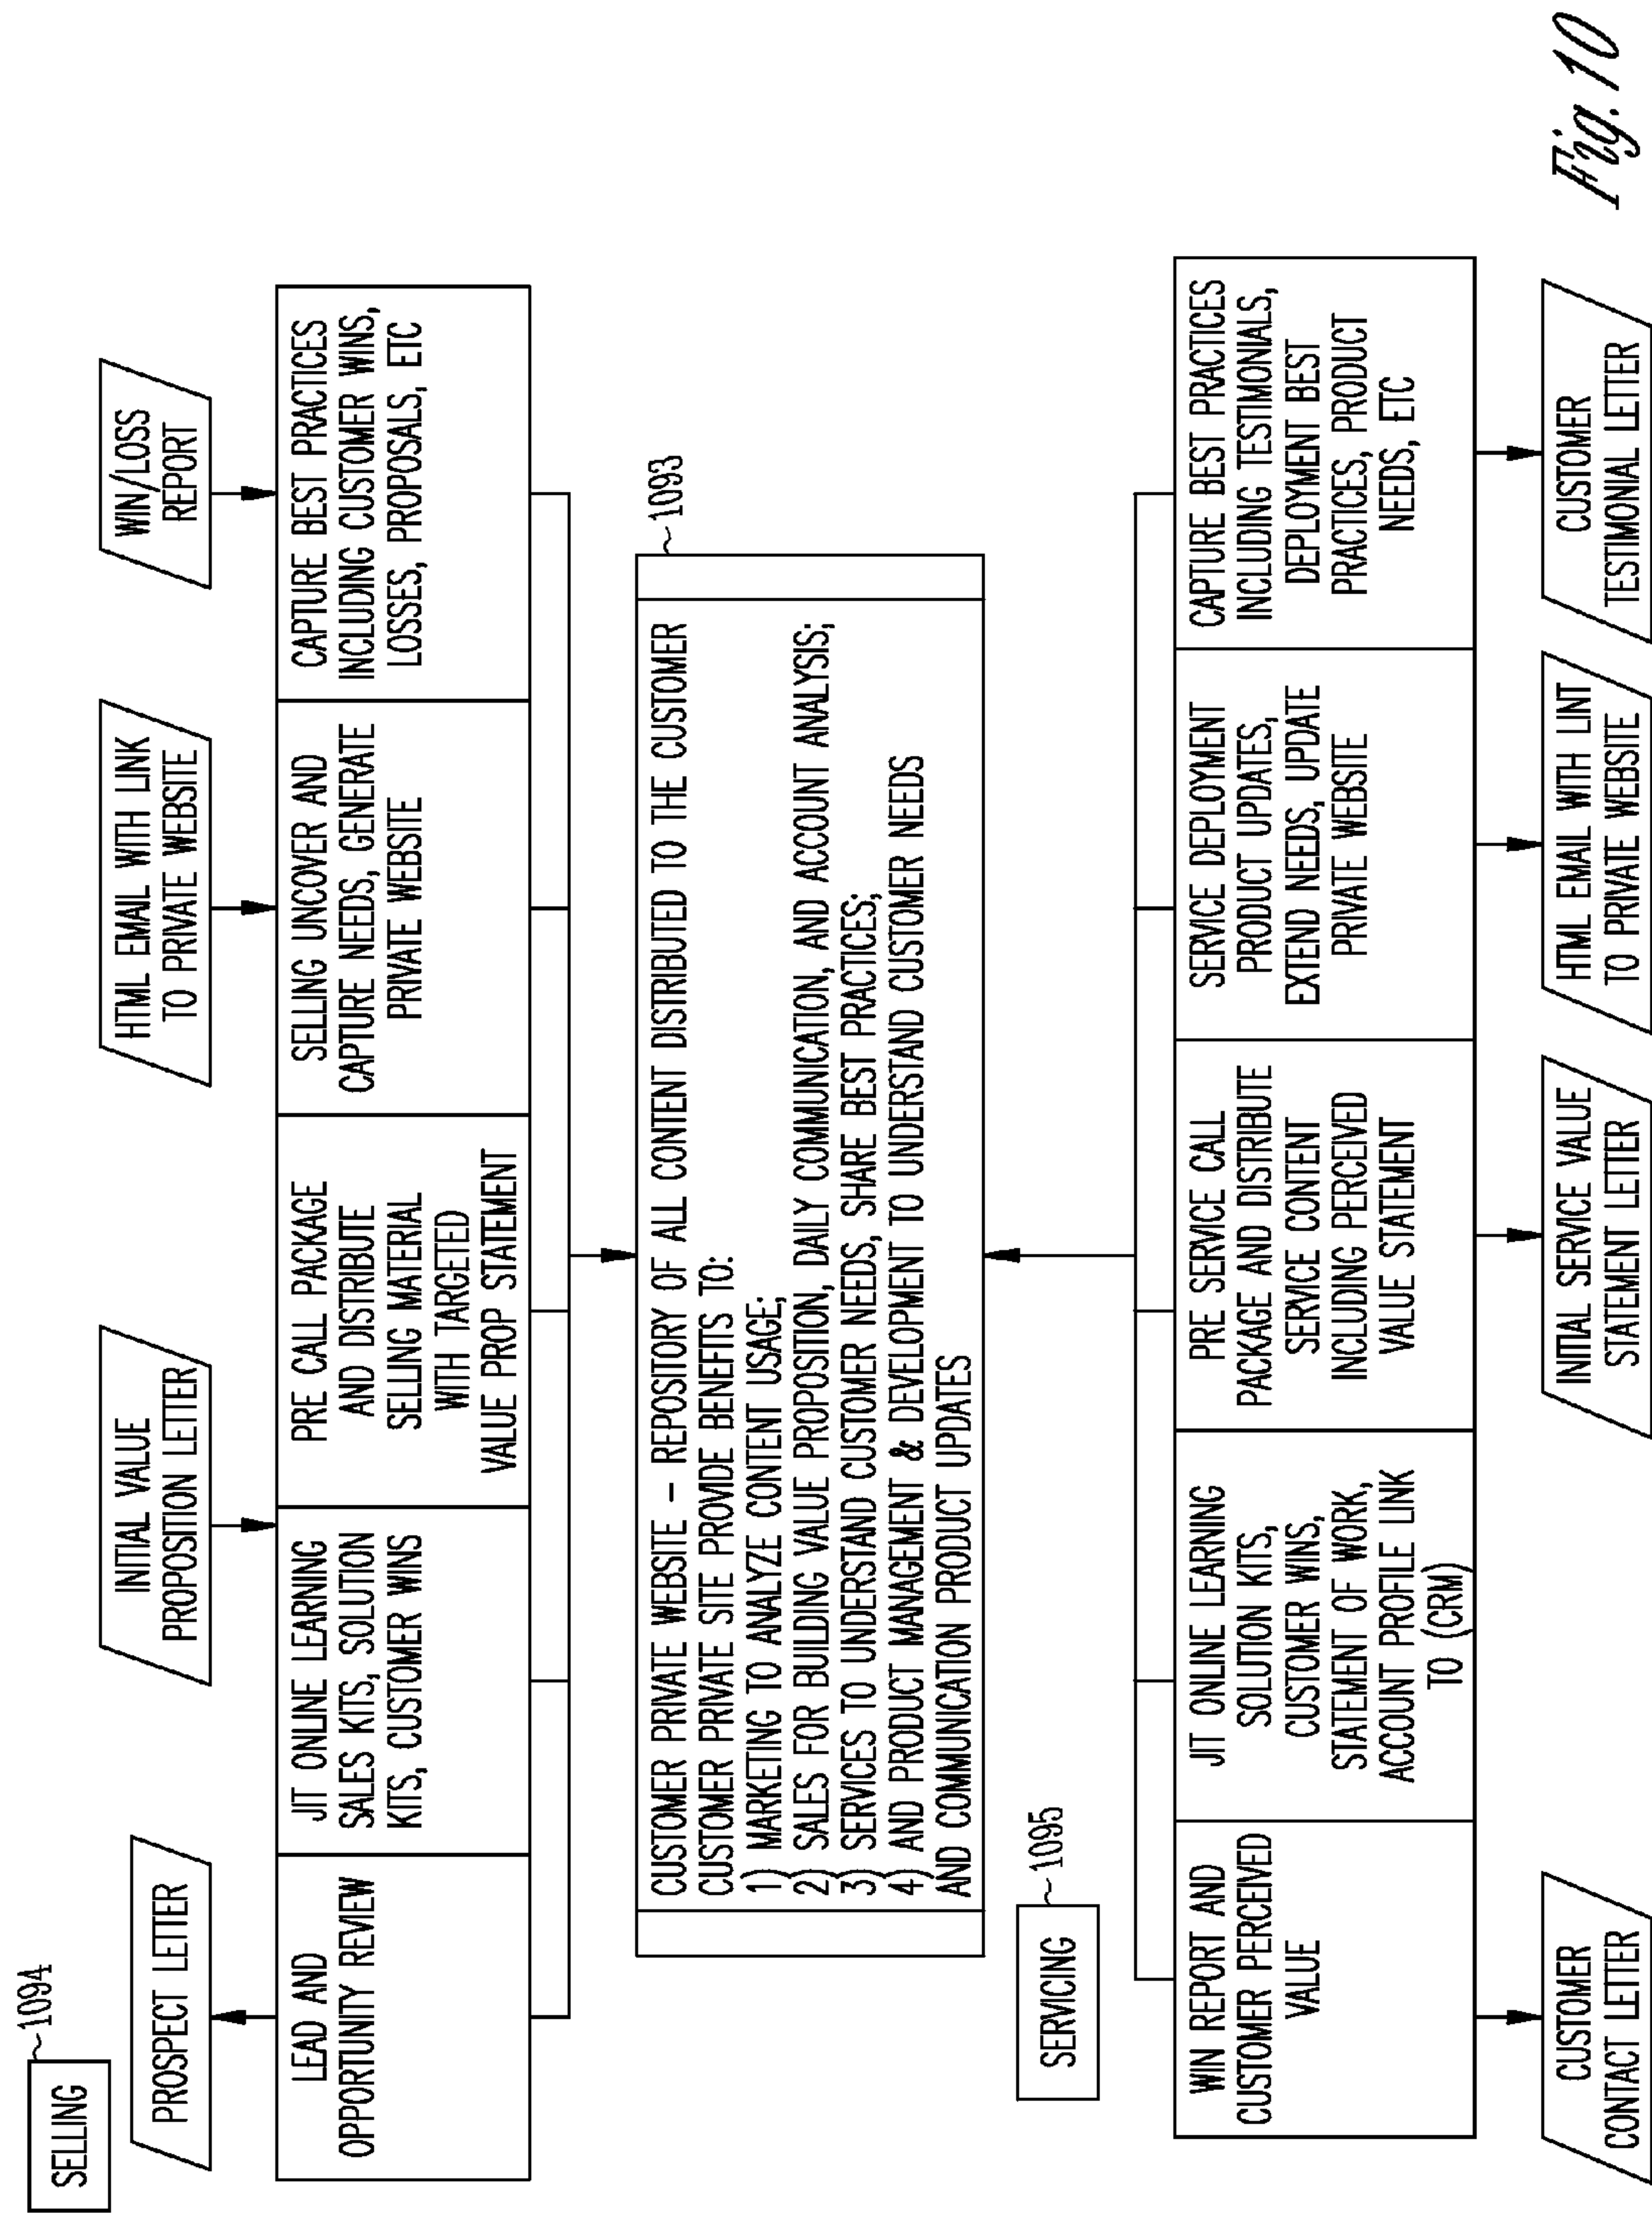 SELLING
1094
PROSPECT LETTER
INITIAL VALUE
PROPOSITION LETTER
HTML EMAIL WITH LINK
TO PRIVATE WEBSITE
WIN/LOSS
REPORT
LEAD AND
OPPORTUNITY REVIEW
JIT ONLINE LEARNING
SALES KITS, SOLUTION
KITS, CUSTOMER WINS
PRE CALL PACKAGE
AND DISTRIBUTE
SELLING MATERIAL
WITH TARGETED
VALUE PROP STATEMENT
SELLING UNCOVER AND
CAPTURE NEEDS, GENERATE
PRIVATE WEBSITE
CAPTURE BEST PRACTICES
INCLUDING CUSTOMER WINS,
LOSSES, PROPOSALS, ETC
1093
CUSTOMER PRIVATE WEBSITE – REPOSITORY OF ALL CONTENT DISTRIBUTED TO THE CUSTOMER
CUSTOMER PRIVATE SITE PROVIDE BENEFITS TO:
1) MARKETING TO ANALYZE CONTENT USAGE;
2) SALES FOR BUILDING VALUE PROPOSITION, DAILY COMMUNICATION, AND ACCOUNT ANALYSIS;
3) SERVICES TO UNDERSTAND CUSTOMER NEEDS, SHARE BEST PRACTICES;
4) AND PRODUCT MANAGEMENT & DEVELOPMENT TO UNDERSTAND CUSTOMER NEEDS
AND COMMUNICATION PRODUCT UPDATES
SERVICING
1095
WIN REPORT AND
CUSTOMER PERCEIVED
VALUE
JIT ONLINE LEARNING
SOLUTION KITS,
CUSTOMER WINS,
STATEMENT OF WORK,
ACCOUNT PROFILE LINK
TO (CRM)
PRE SERVICE CALL
PACKAGE AND DISTRIBUTE
SERVICE CONTENT
INCLUDING PERCEIVED
VALUE STATEMENT
SERVICE DEPLOYMENT
PRODUCT UPDATES,
EXTEND NEEDS, UPDATE
PRIVATE WEBSITE
CAPTURE BEST PRACTICES
INCLUDING TESTIMONIALS,
DEPLOYMENT BEST
PRACTICES, PRODUCT
NEEDS, ETC
CUSTOMER
CONTACT LETTER
INITIAL SERVICE VALUE
STATEMENT LETTER
HTML EMAIL WITH LINT
TO PRIVATE WEBSITE
CUSTOMER
TESTIMONIAL LETTER
Fig. 10